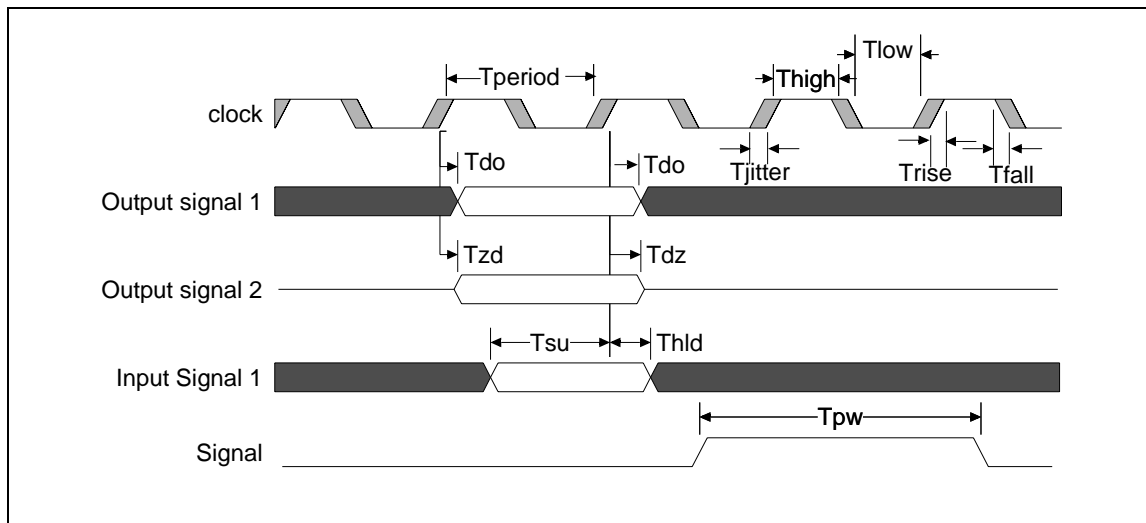 Tlow
Tperiod
Thigh
clock
Tdo
Tdo
Tjitter
Trise
Tfall
Output signal 1
Tzd
Tdz
Output signal 2
Tsu
Thld
Input Signal 1
Tpw
Signal